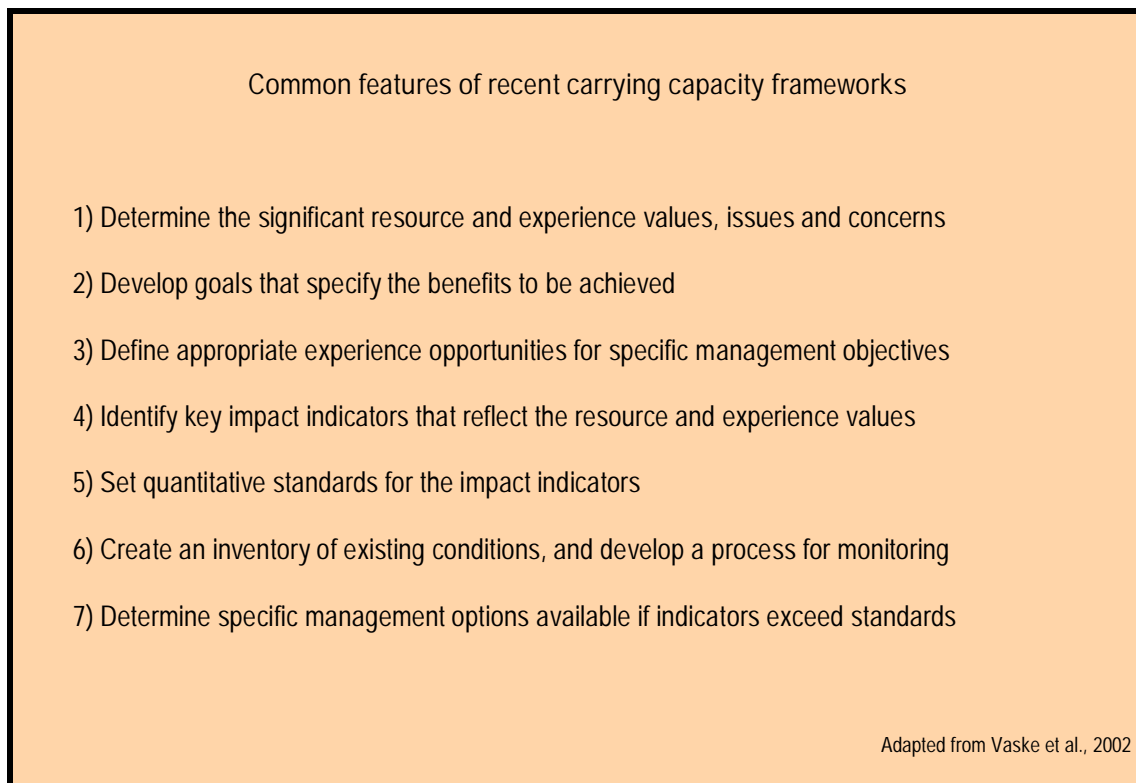 Common features of recent carrying capacity frameworks
1) Determine the significant resource and experience values, issues and concerns
2) Develop goals that specify the benefits to be achieved
3) Define appropriate experience opportunities for specific management objectives
4) Identify key impact indicators that reflect the resource and experience values
5) Set quantitative standards for the impact indicators
6) Create an inventory of existing conditions, and develop a process for monitoring
7) Determine specific management options available if indicators exceed standards
Adapted from Vaske et al., 2002